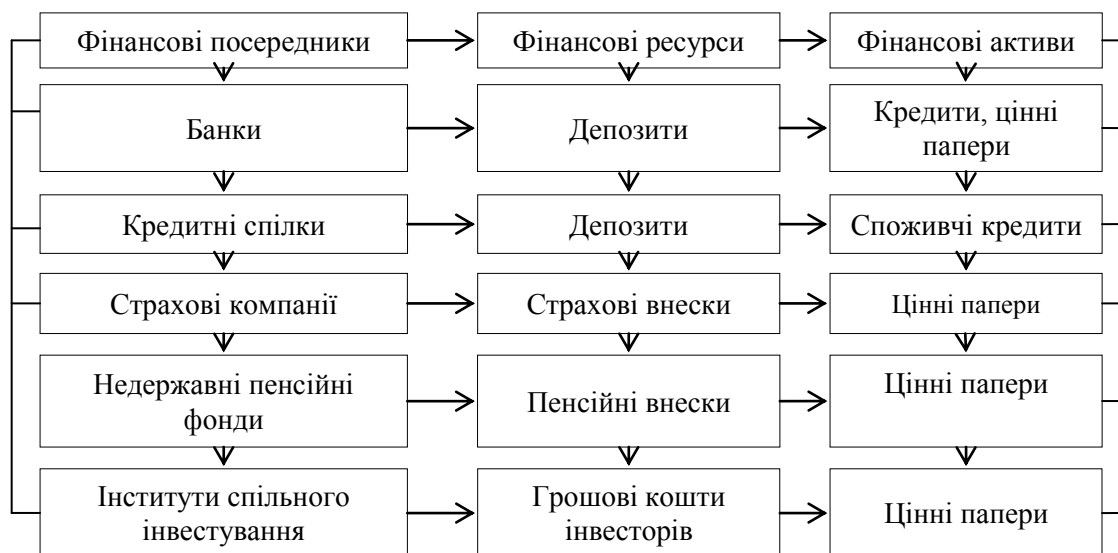 Фінансові посередники
Фінансові ресурси
Фінансові активи
Банки
Депозити
Кредити, цінні
папери
Кредитні спілки
Депозити
Споживчі кредити
Страхові компанії
Страхові внески
Цінні папери
Недержавні пенсійні
фонди
Пенсійні внески
Цінні папери
Інститути спільного
інвестування
Грошові кошти
інвесторів
Цінні папери